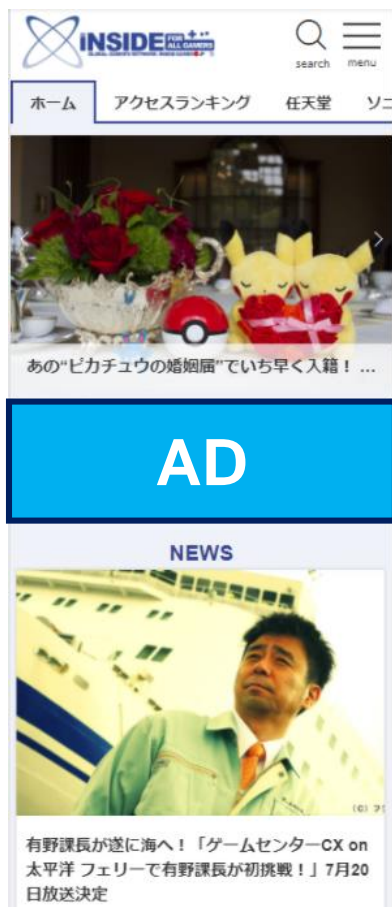 INSIDE FOR ALL GAMERS
search
menu
ホーム
アクセスランキング
任天堂
ソニ
あの“ピカチュウの婚姻届”でいち早く入籍！ …
AD
NEWS
有野課長が遂に海へ！「ゲームセンターCX on
太平洋 フェリーで有野課長が初挑戦！」7月20
日放送決定